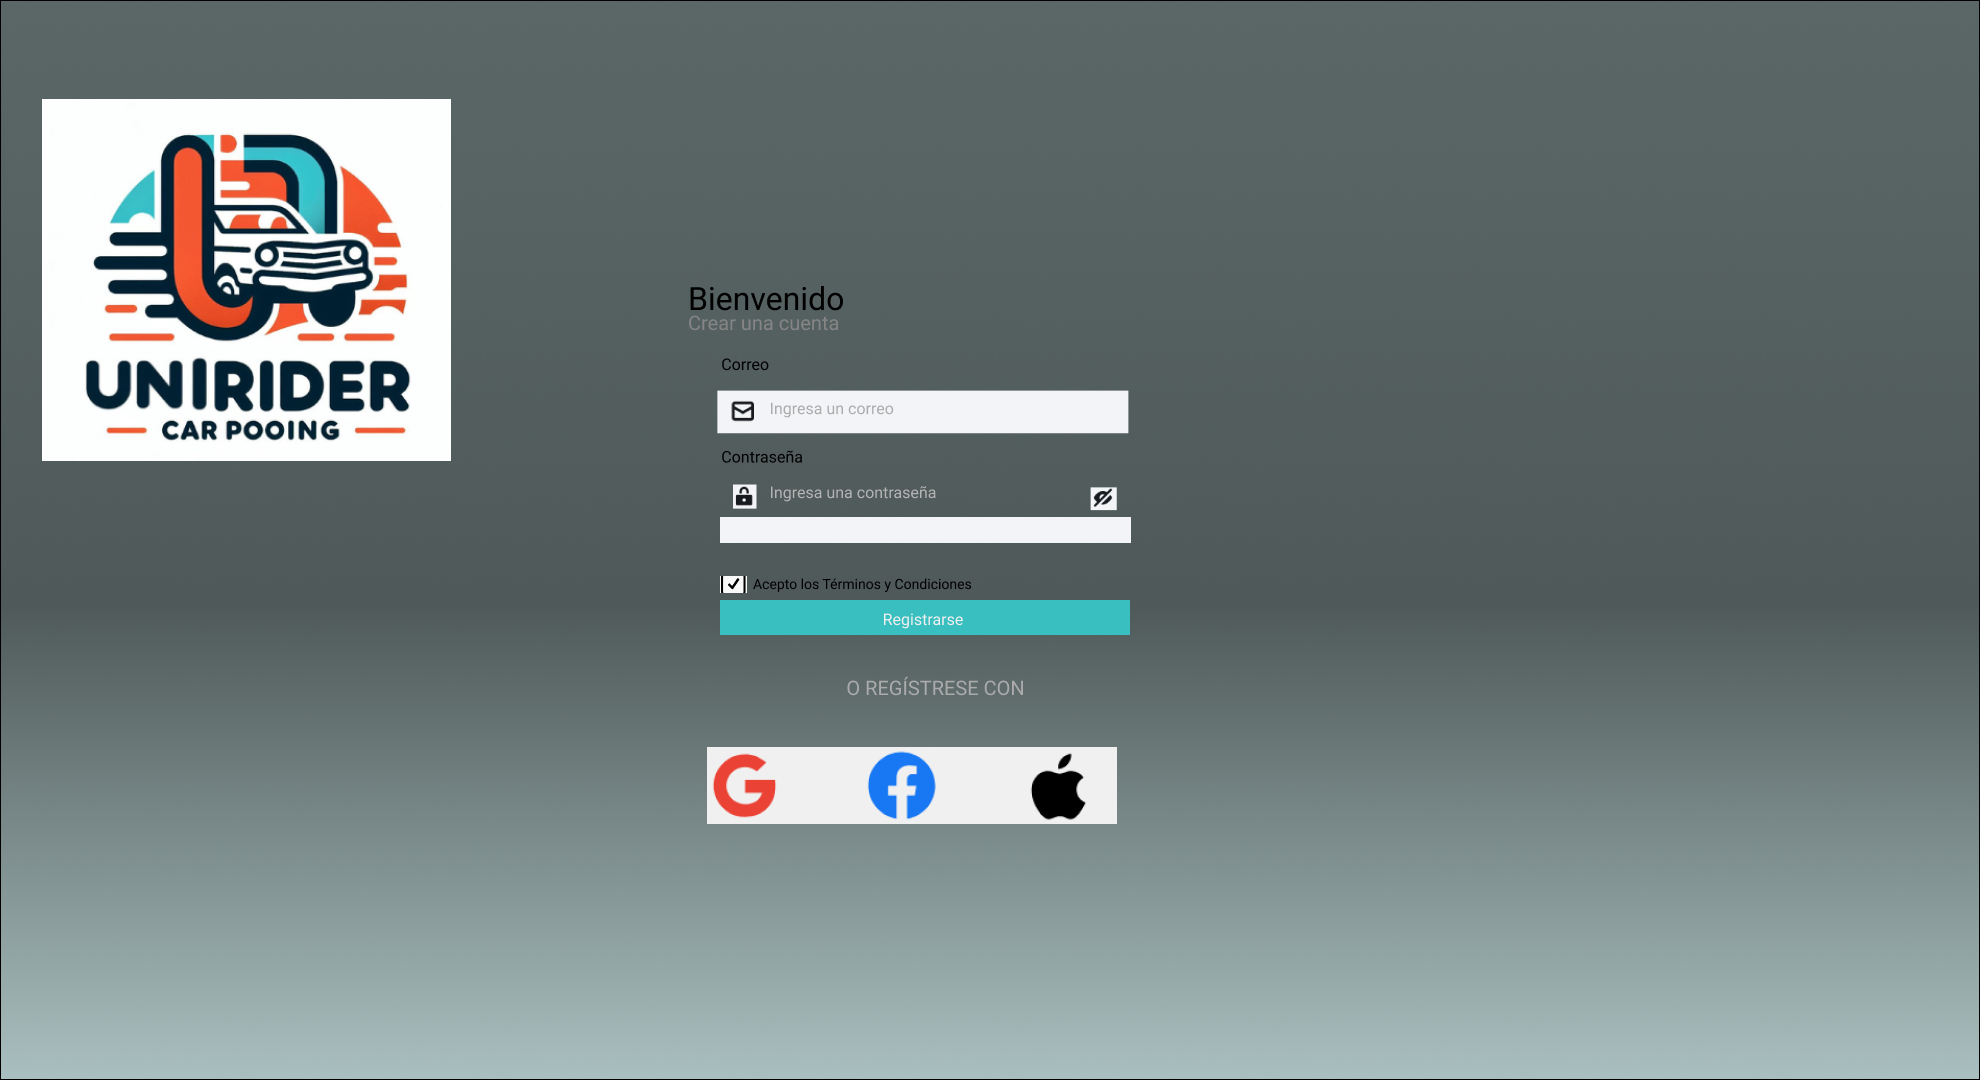 UNIRIDER
CAR POOING
Bienvenido
Crear una cuenta
Correo
Ingresa un correo
Contraseña
Ingresa una contraseña
Acepto los Términos y Condiciones
Registrarse
O REGÍSTRESE CON